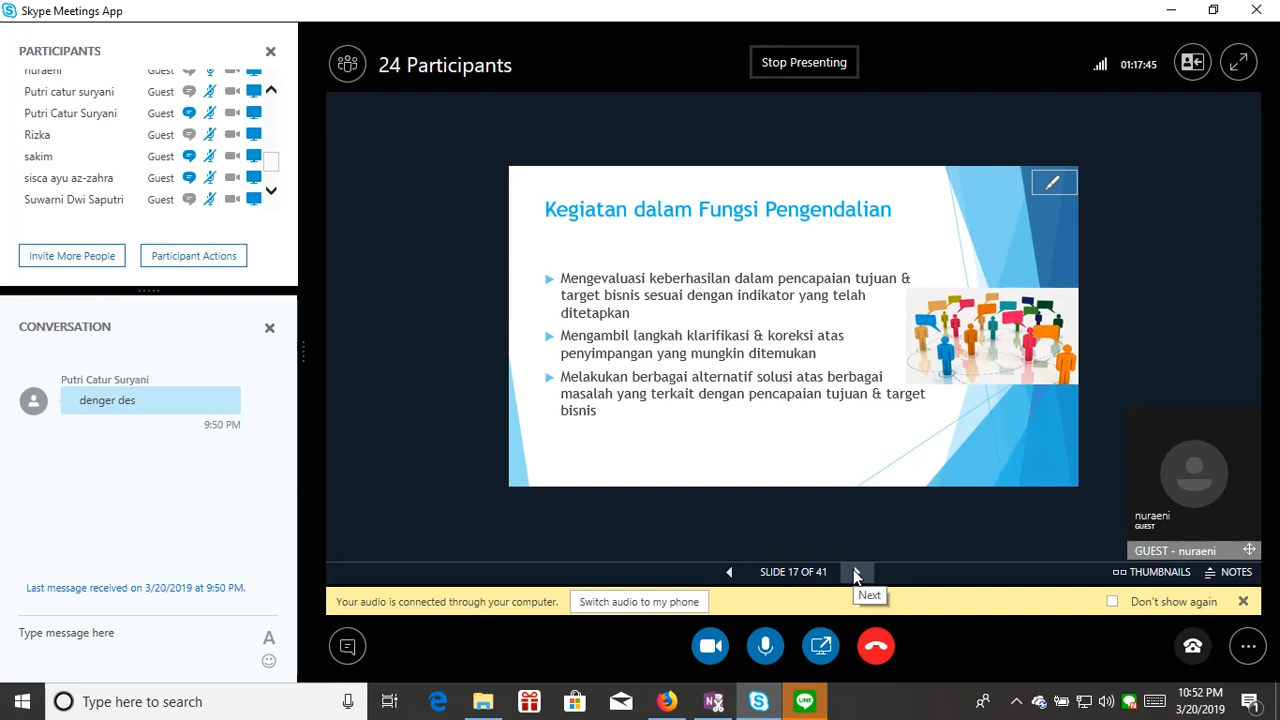 Skype Meetings App
PARTICIPANTS
nuraeni Guest
Putri catur suryani Guest
Putri Catur Suryani Guest
Rizka Guest
sakim Guest
sisca ayu az-zahra Guest
Suwarni Dwi Saputri Guest
Invite More People Participant Actions
CONVERSATION
Putri Catur Suryani
denger des
9:50 PM
Last message received on 3/20/2019 at 9:50 PM.
Type message here
A
24 Participants
Stop Presenting
01:17:45
Kegiatan dalam Fungsi Pengendalian
Mengevaluasi keberhasilan dalam pencapaian tujuan &
target bisnis sesuai dengan indikator yang telah
ditetapkan
Mengambil langkah klarifikasi & koreksi atas
penyimpangan yang mungkin ditemukan
Melakukan berbagai alternatif solusi atas berbagai
masalah yang terkait dengan pencapaian tujuan & target
bisnis
nuraeni
GUEST
GUEST - nuraeni
SLIDE 17 OF 41
THUMBNAILS NOTES
Next
Your audio is connected through your computer. Switch audio to my phone Don't show again
Type here to search
LINE
10:52 PM
3/20/2019
1